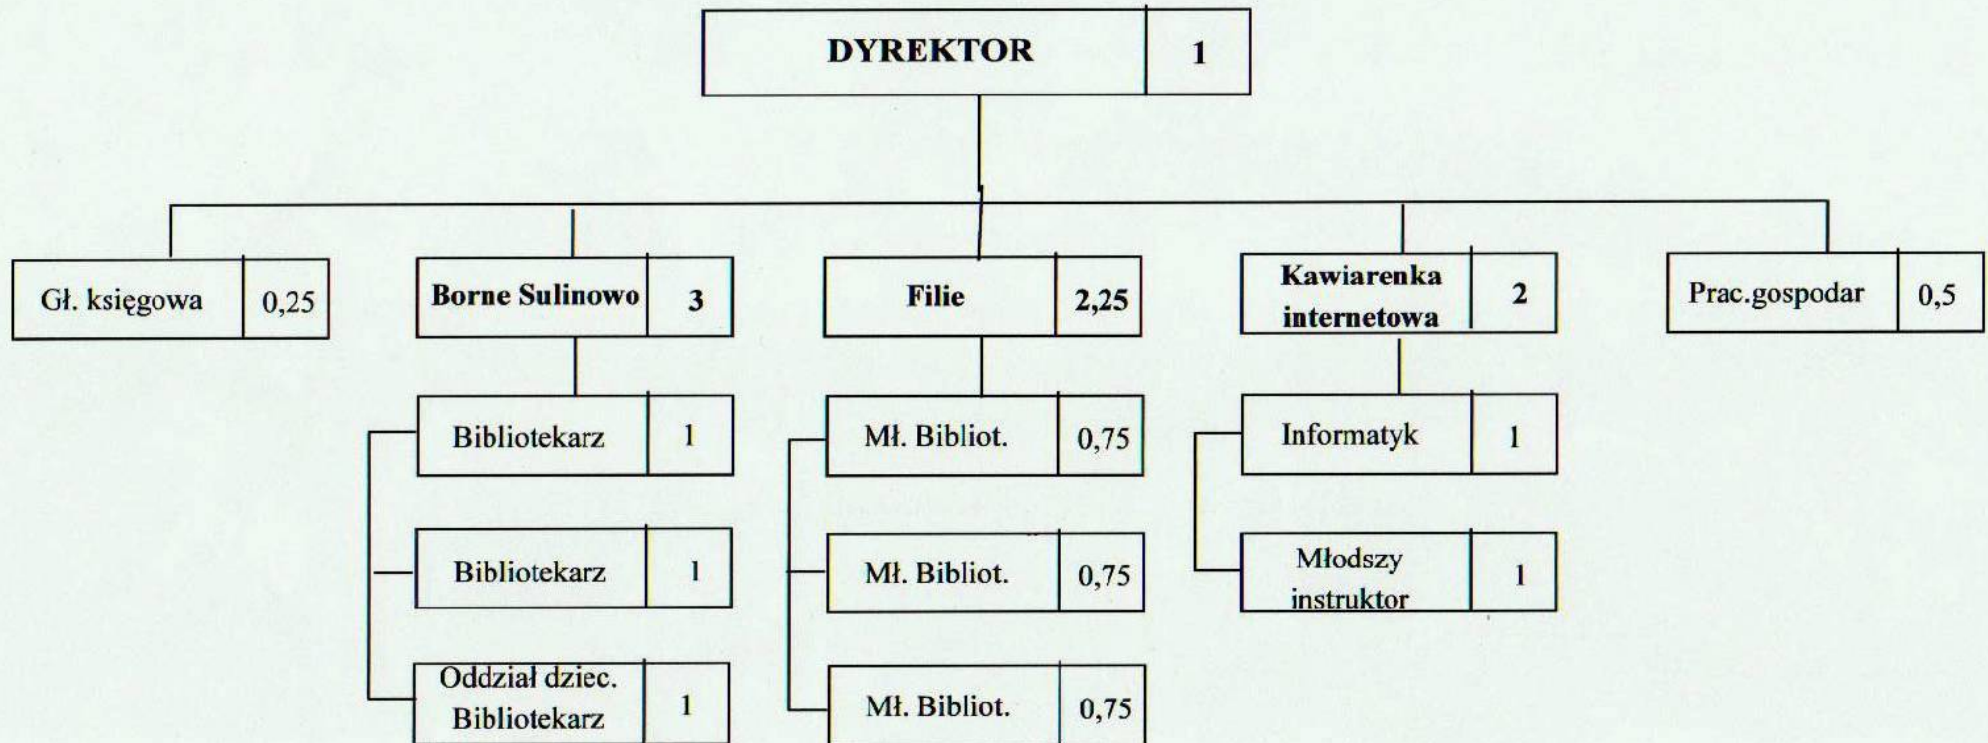 DYREKTOR 1
Gł. księgowa 0,25
Borne Sulinowo 3
Filie 2,25
Kawiarenka
internetowa 2
Prac.gospodar 0,5
Bibliotekarz 1
Bibliotekarz 1
Oddział dziec.
Bibliotekarz 1
Mł. Bibliot. 0,75
Mł. Bibliot. 0,75
Mł. Bibliot. 0,75
Informatyk 1
Młodszy
instruktor 1